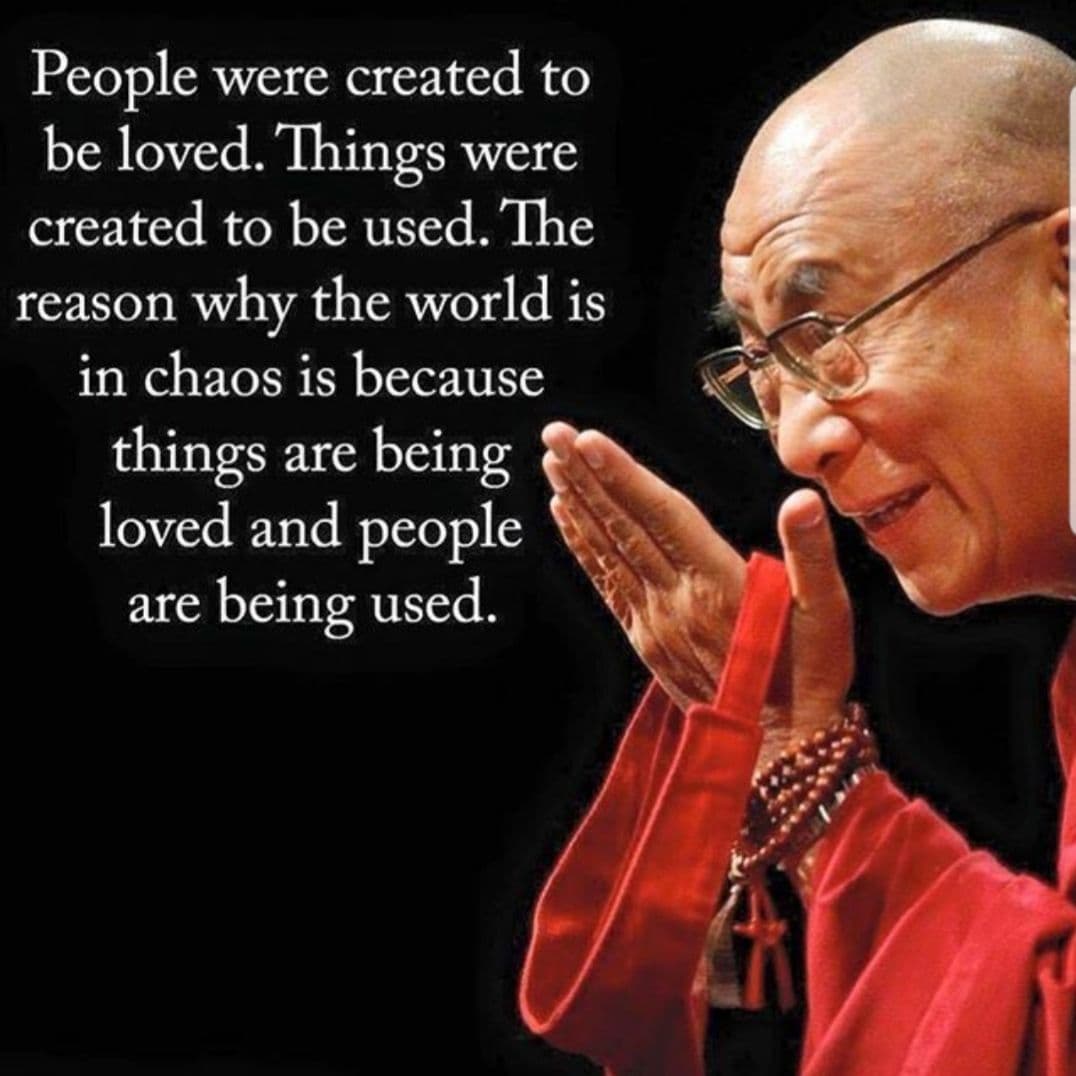 People were created to
be loved. Things were
created to be used. The
reason why the world is
in chaos is because
things are being
loved and people
are being used.